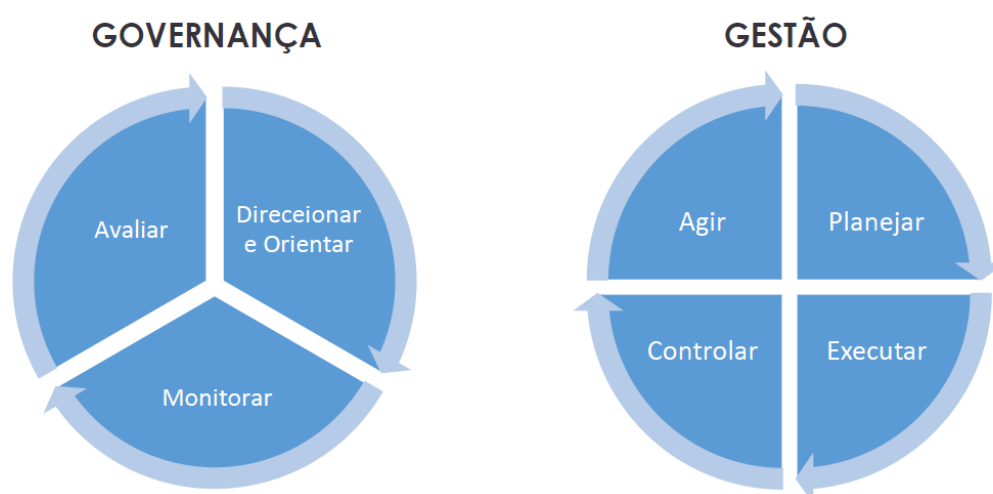 GOVERNANÇA
Avaliar
Direceionar
e Orientar
Monitorar
GESTÃO
Agir
Planejar
Controlar
Executar